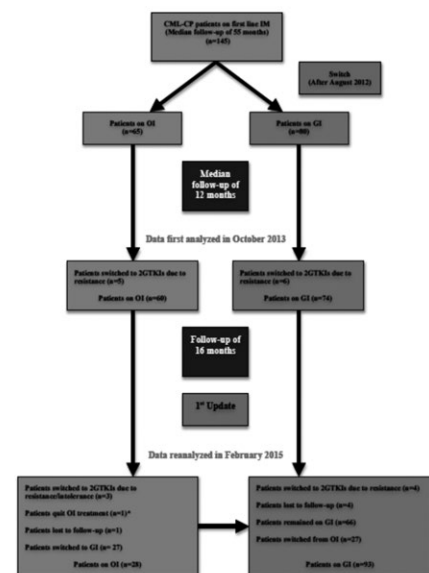 CML-CP patients on first line IM
(Median follow-up of 55 months)
(n=145)
Switch
(After August 2012)
Patients on OI
(n=65)
Patients on GI
(n=80)
Median
follow-up of
12 months
Data first analyzed in October 2013
Patients switched to 2GTKIs due to
resistance (n=5)
Patients on OI (n=60)
Patients switched to 2GTKIs due to
resistance (n=6)
Patients on GI (n=74)
Follow-up of
16 months
1st Update
Data reanalyzed in February 2015
Patients switched to 2GTKIs due to
resistance/intolerance (n=3)
Patients quit OI treatment (n=1)*
Patients lost to follow-up (n=1)
Patients switched to GI (n= 27)
Patients on OI (n=28)
Patients switched to 2GTKIs due to resistance (n=4)
Patients lost to follow-up (n=4)
Patients remained on GI (n=66)
Patients switched from OI (n=27)
Patients on GI (n=93)